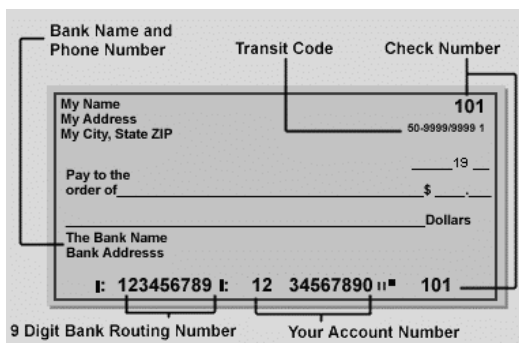 Bank Name and
Phone Number
Transit Code
Check Number
My Name
101
My Address
50-9999/9999 1
My City, State ZIP
19
Pay to the
order of
$ .
Dollars
The Bank Name
Bank Addresss
⑆ 123456789 ⑆ 12 34567890 ⑈ 101
9 Digit Bank Routing Number
Your Account Number